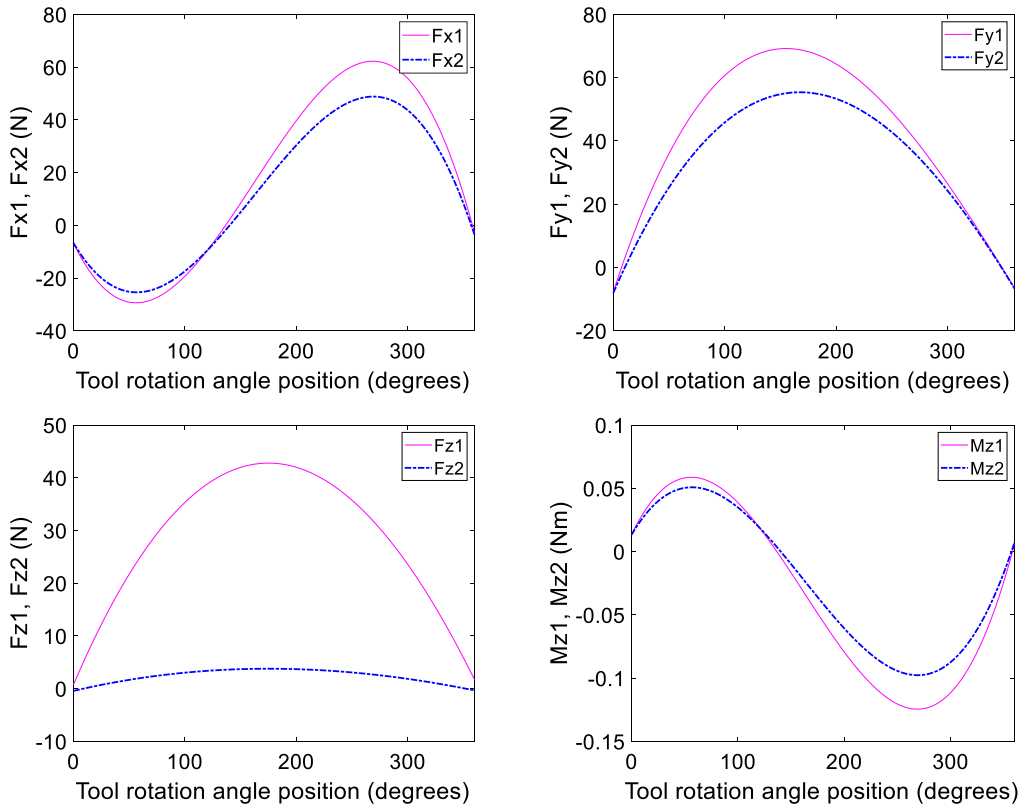 80
60
40
20
0
-20
-40
Fx1, Fx2 (N)
Fx1
Fx2
0 100 200 300
Tool rotation angle position (degrees)
80
60
40
20
0
-20
Fy1, Fy2 (N)
Fy1
Fy2
0 100 200 300
Tool rotation angle position (degrees)
50
40
30
20
10
0
-10
Fz1, Fz2 (N)
Fz1
Fz2
0 100 200 300
Tool rotation angle position (degrees)
0.1
0.05
0
-0.05
-0.1
-0.15
Mz1, Mz2 (Nm)
Mz1
Mz2
0 100 200 300
Tool rotation angle position (degrees)